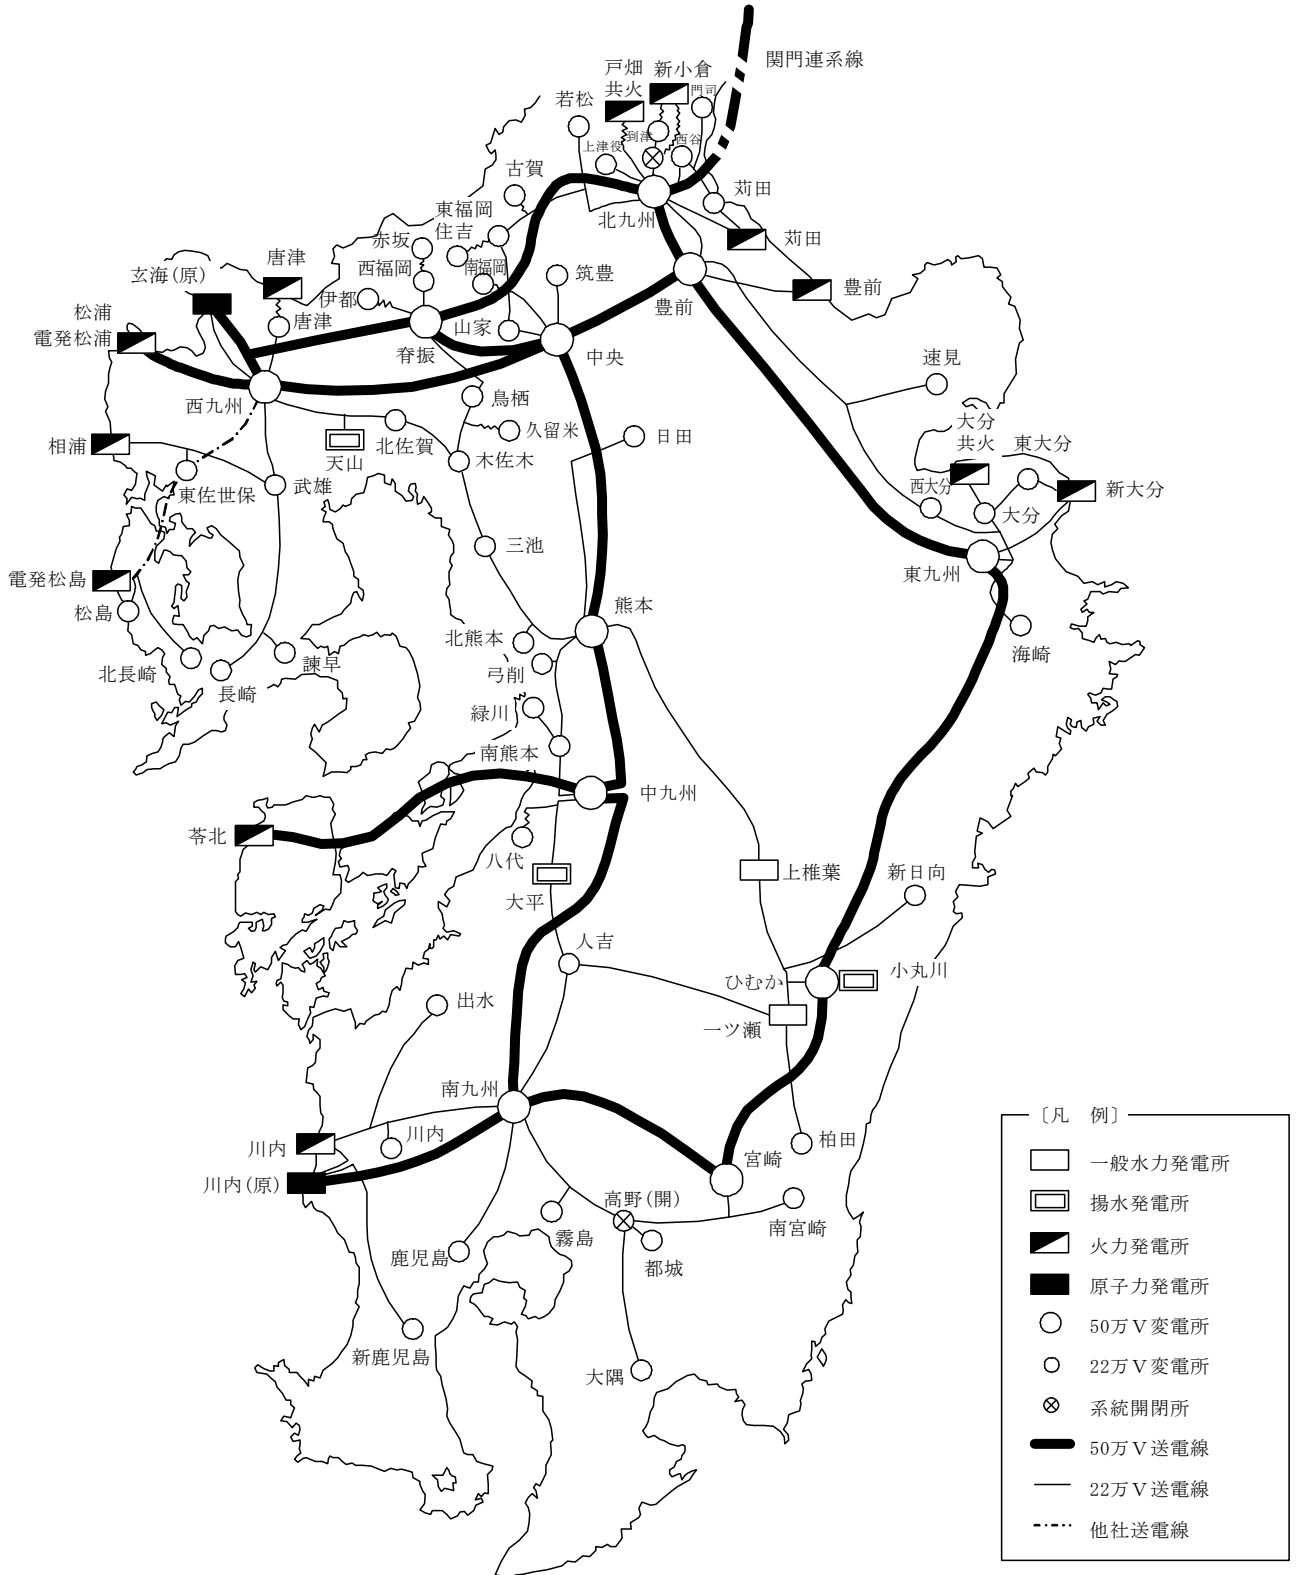 関門連系線
戸畑
共火
新小倉
門司
若松
到津
西谷
上津役
古賀
苅田
東福岡
北九州
住吉
赤坂
苅田
唐津
西福岡
南福岡
筑豊
玄海(原)
豊前
伊都
豊前
松浦
唐津
山家
電発松浦
脊振
中央
速見
西九州
鳥栖
大分
共火
北佐賀
久留米
日田
東大分
相浦
天山
木佐木
西大分
新大分
東佐世保
武雄
大分
三池
東九州
電発松島
松島
熊本
北熊本
海崎
北長崎
諫早
弓削
長崎
緑川
南熊本
中九州
苓北
八代
上椎葉
新日向
大平
人吉
ひむか
小丸川
出水
一ツ瀬
南九州
川内
川内
柏田
宮崎
川内(原)
高野(開)
霧島
南宮崎
鹿児島
都城
新鹿児島
大隅
〔凡　例〕
一般水力発電所
揚水発電所
火力発電所
原子力発電所
50万Ｖ変電所
22万Ｖ変電所
系統開閉所
50万Ｖ送電線
22万Ｖ送電線
他社送電線